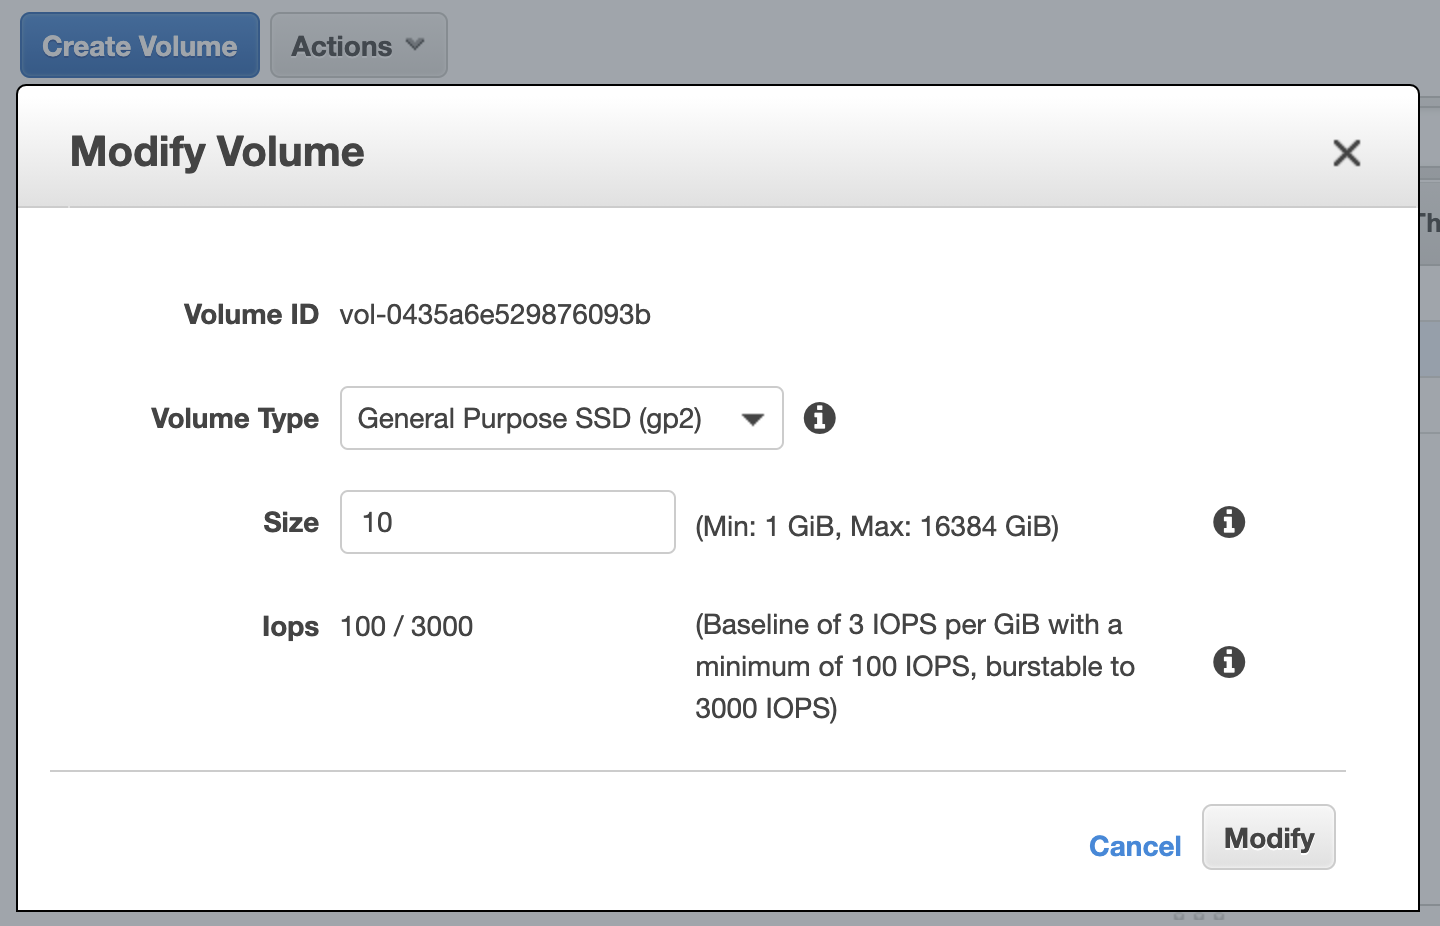 Create Volume Actions
Modify Volume
Volume ID vol-0435a6e529876093b
Volume Type General Purpose SSD (gp2)
Size 10 (Min: 1 GiB, Max: 16384 GiB)
Iops 100 / 3000 (Baseline of 3 IOPS per GiB with a
minimum of 100 IOPS, burstable to
3000 IOPS)
Cancel Modify